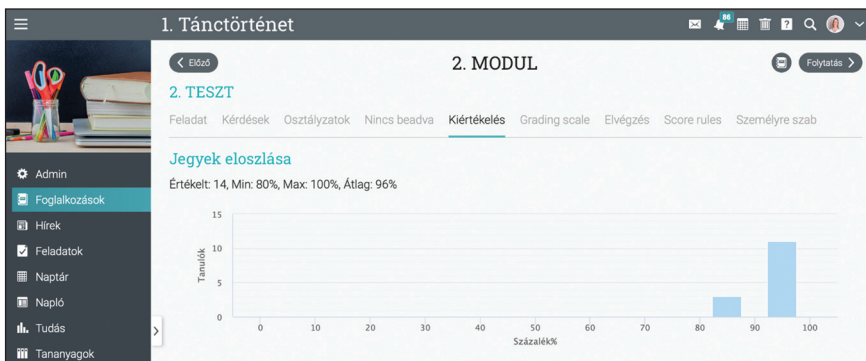 1. Tánctörténet
86
?
Előző
2. MODUL
Folytatás
2. TESZT
Feladat Kérdések Osztályzatok Nincs beadva Kiértékelés Grading scale Elvégzés Score rules Személyre szab
Jegyek eloszlása
Értékelt: 14, Min: 80%, Max: 100%, Átlag: 96%
Admin
Foglalkozások
Hírek
Feladatok
Naptár
Napló
Tudás
Tananyagok
15
10
5
0
Tanulók
0 10 20 30 40 50 60 70 80 90 100
Százalék%